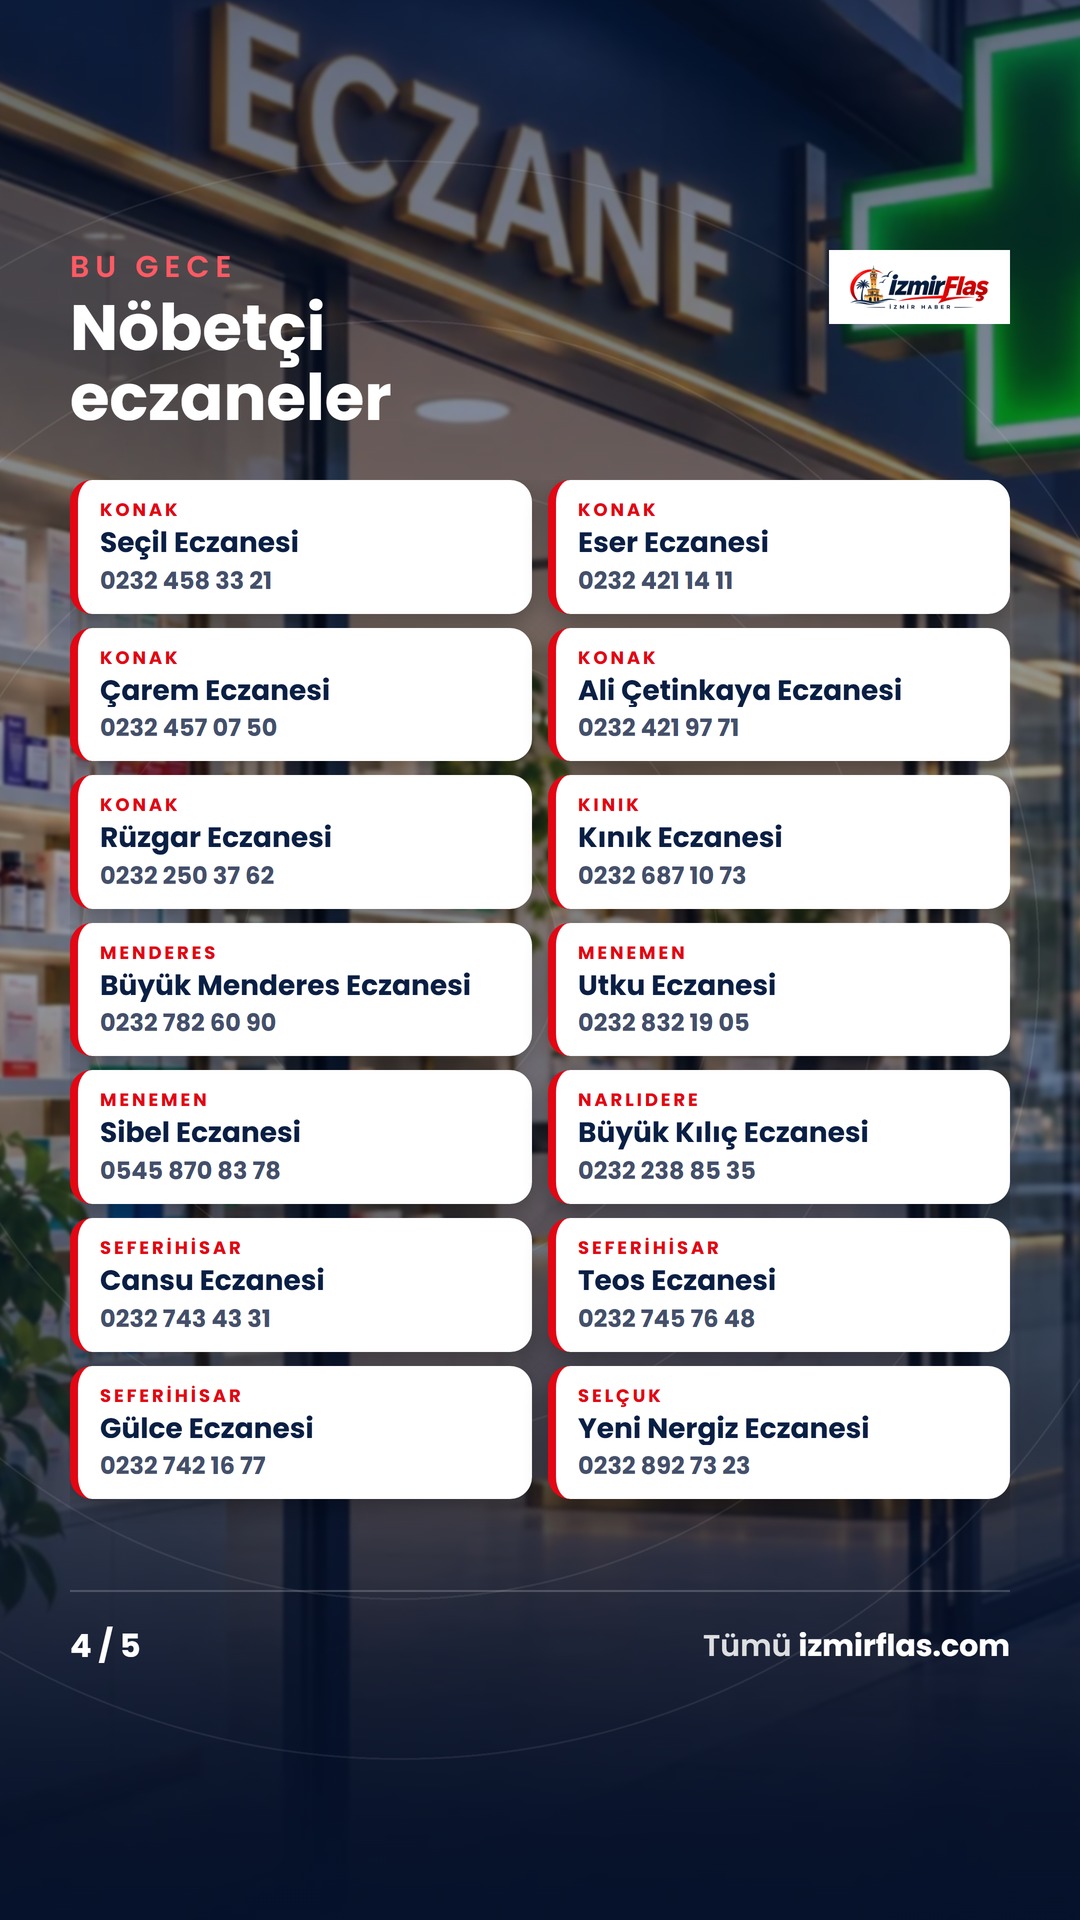 ECZANE
BU GECE
Nöbetçi
eczaneler
izmirFlaş
İZMİR HABER
KONAK
Seçil Eczanesi
0232 458 33 21
KONAK
Eser Eczanesi
0232 421 14 11
KONAK
Çarem Eczanesi
0232 457 07 50
KONAK
Ali Çetinkaya Eczanesi
0232 421 97 71
KONAK
Rüzgar Eczanesi
0232 250 37 62
KINIK
Kınık Eczanesi
0232 687 10 73
MENDERES
Büyük Menderes Eczanesi
0232 782 60 90
MENEMEN
Utku Eczanesi
0232 832 19 05
MENEMEN
Sibel Eczanesi
0545 870 83 78
NARLIDERE
Büyük Kılıç Eczanesi
0232 238 85 35
SEFERİHİSAR
Cansu Eczanesi
0232 743 43 31
SEFERİHİSAR
Teos Eczanesi
0232 745 76 48
SEFERİHİSAR
Gülce Eczanesi
0232 742 16 77
SELÇUK
Yeni Nergiz Eczanesi
0232 892 73 23
4 / 5
Tümü izmirflas.com